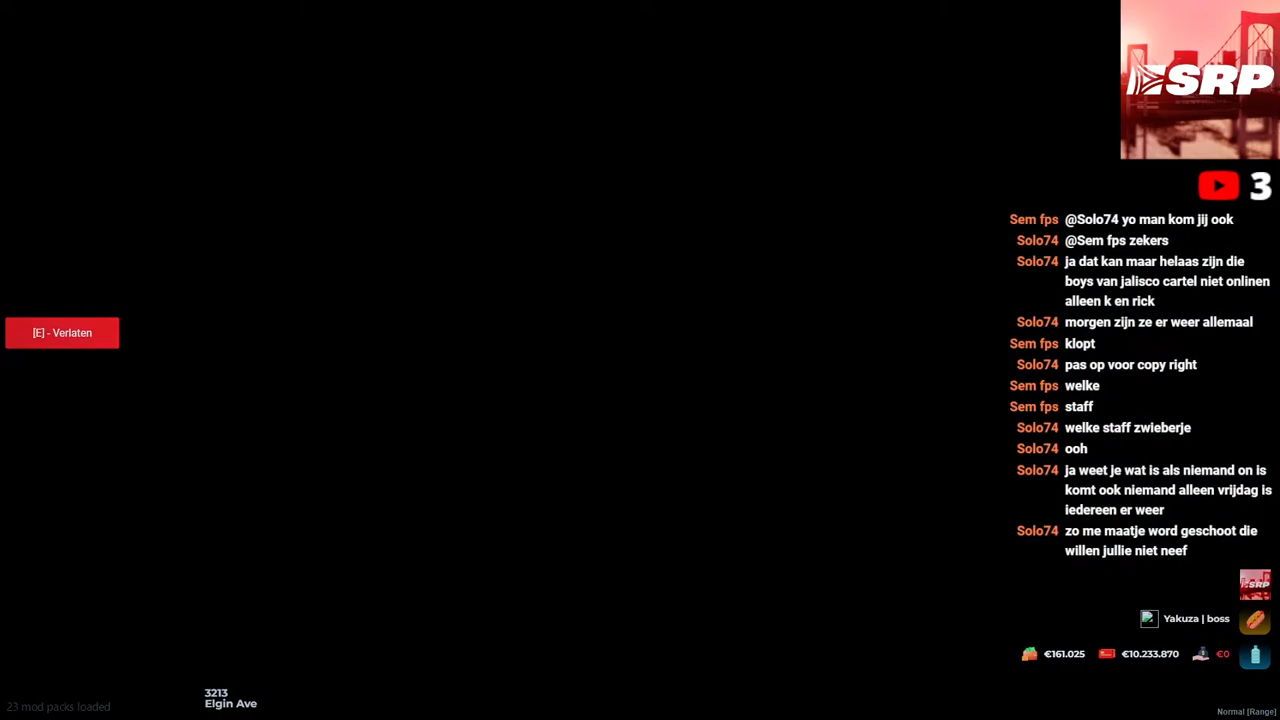 SRP
3
Sem fps @Solo74 yo man kom jij ook
Solo74 @Sem fps zekers
Solo74 ja dat kan maar helaas zijn die
boys van jalisco cartel niet onlinen
alleen k en rick
Solo74 morgen zijn ze er weer allemaal
[E] - Verlaten
Sem fps klopt
Solo74 pas op voor copy right
Sem fps welke
Sem fps staff
Solo74 welke staff zwieberje
Solo74 ooh
Solo74 ja weet je wat is als niemand on is
komt ook niemand alleen vrijdag is
iedereen er weer
Solo74 zo me maatje word geschoot die
willen jullie niet neef
SRP
Yakuza | boss
€161.025 €10.233.870 €0
3213
Elgin Ave
23 mod packs loaded
Normal [Range]